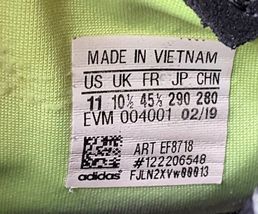 MADE IN VIETNAM
US UK FR JP CHN
11 10½ 45⅓ 290 280
EVM 004001 02/19
ART EF8718
#122206548
adidas FJLN2XVw00013